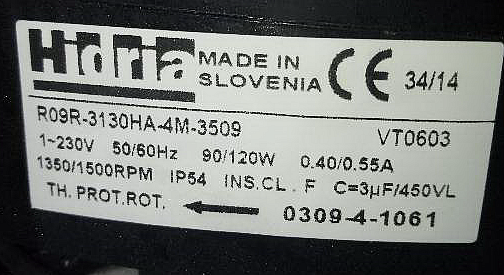 Hidria MADE IN SLOVENIA CE 34/14
R09R-3130HA-4M-3509 VT0603
1~230V 50/60Hz 90/120W 0.40/0.55A
1350/1500RPM IP54 INS.CL. F C=3µF/450VL
TH. PROT.ROT. 0309-4-1061